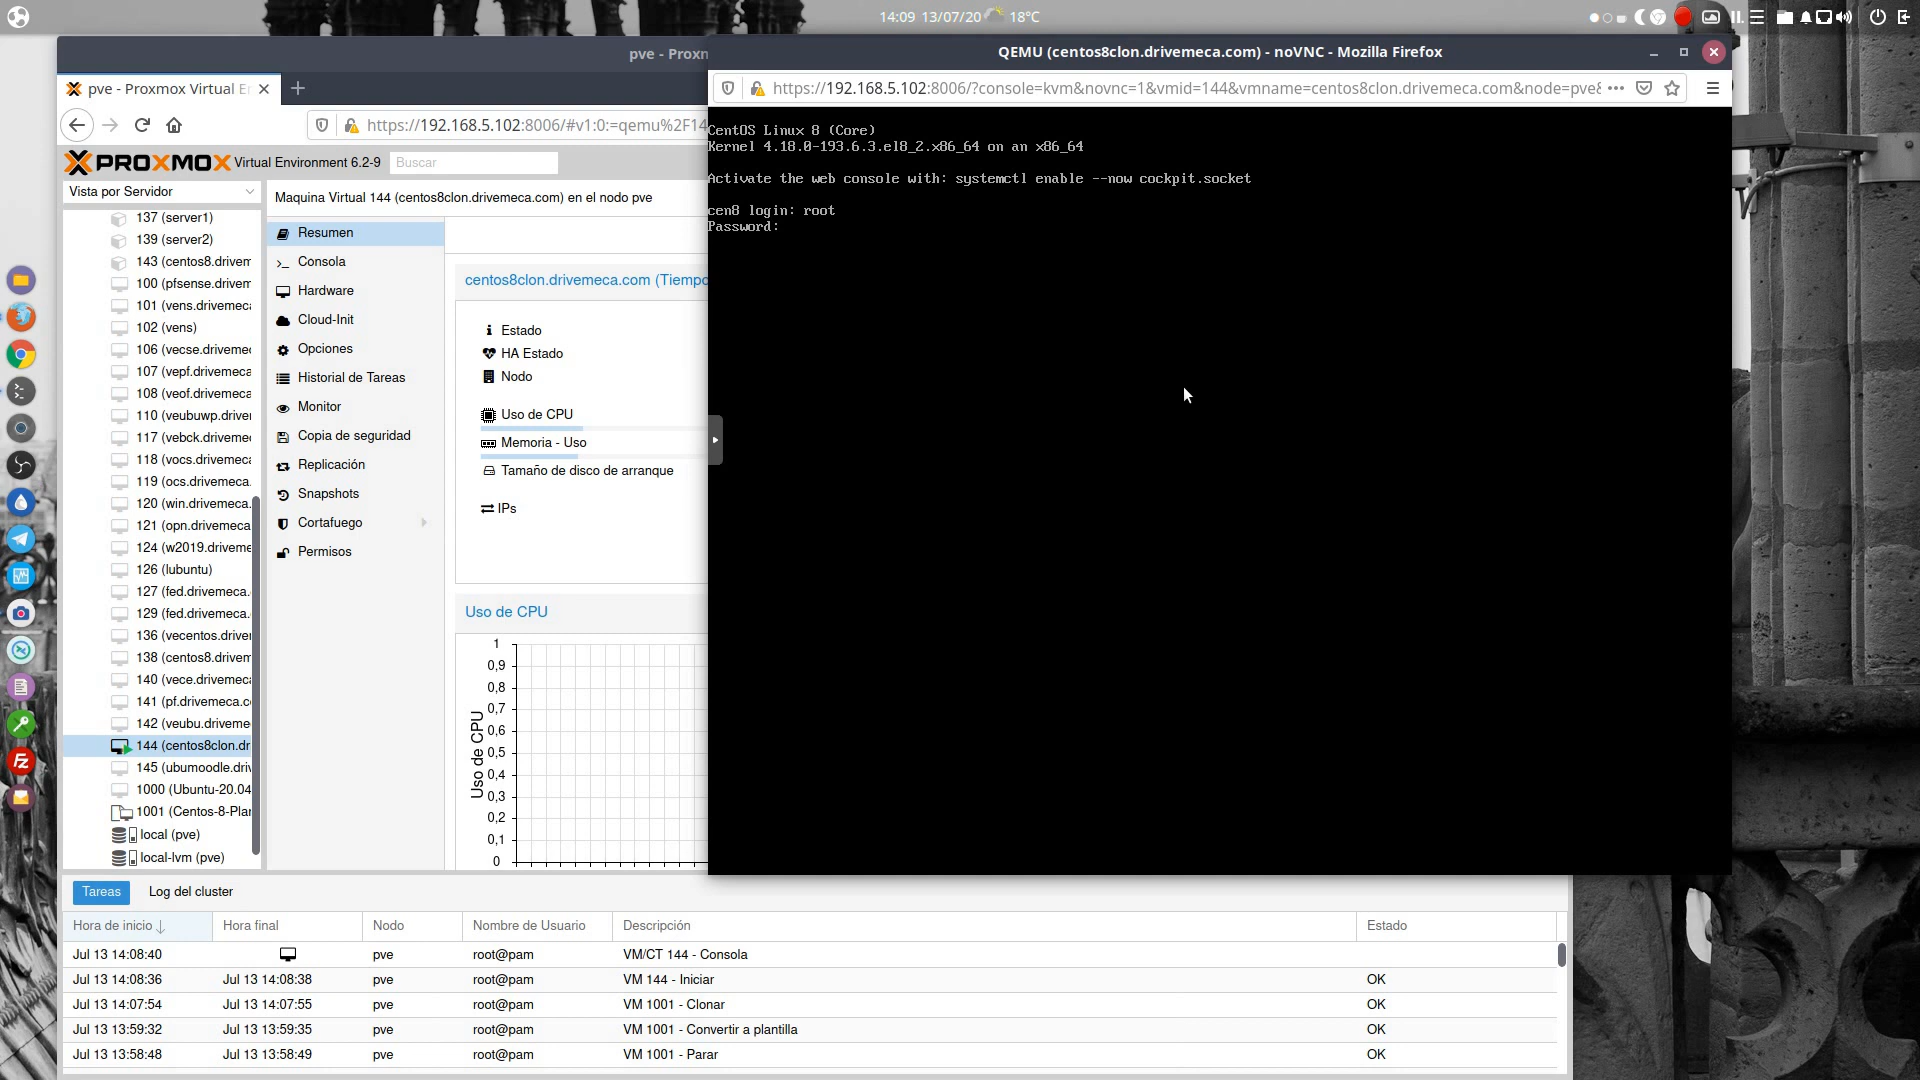 14:09 13/07/20 18°C
pve - Proxm
pve - Proxmox Virtual E
https://192.168.5.102:8006/#v1:0:=qemu%2F14
PROXMOX Virtual Environment 6.2-9 Buscar
Vista por Servidor
137 (server1)
139 (server2)
143 (centos8.drivem
100 (pfsense.drivem
101 (vens.drivemeca
102 (vens)
106 (vecse.drivemec
107 (vepf.drivemeca
108 (veof.drivemeca
110 (veubuwp.driver
117 (vebck.drivemec
118 (vocs.drivemeca
119 (ocs.drivemeca.
120 (win.drivemeca.
121 (opn.drivemeca
124 (w2019.driveme
126 (lubuntu)
127 (fed.drivemeca.
129 (fed.drivemeca.
136 (vecentos.driver
138 (centos8.drivem
140 (vece.drivemeca
141 (pf.drivemeca.c
142 (veubu.driveme
144 (centos8clon.dr
145 (ubumoodle.driv
1000 (Ubuntu-20.04
1001 (Centos-8-Plan
local (pve)
local-lvm (pve)
Maquina Virtual 144 (centos8clon.drivemeca.com) en el nodo pve
Resumen
Consola
Hardware
Cloud-Init
Opciones
Historial de Tareas
Monitor
Copia de seguridad
Replicación
Snapshots
Cortafuego
Permisos
centos8clon.drivemeca.com (Tiempo
Estado
HA Estado
Nodo
Uso de CPU
Memoria - Uso
Tamaño de disco de arranque
IPs
Uso de CPU
Uso de CPU
1
0,9
0,8
0,7
0,6
0,5
0,4
0,3
0,2
0,1
0
QEMU (centos8clon.drivemeca.com) - noVNC - Mozilla Firefox
https://192.168.5.102:8006/?console=kvm&novnc=1&vmid=144&vmname=centos8clon.drivemeca.com&node=pve&
CentOS Linux 8 (Core)
Kernel 4.18.0-193.6.3.el8_2.x86_64 on an x86_64
Activate the web console with: systemctl enable --now cockpit.socket
cen8 login: root
Password:
Tareas Log del cluster
Hora de inicio Hora final Nodo Nombre de Usuario Descripción Estado
Jul 13 14:08:40 pve root@pam VM/CT 144 - Consola
Jul 13 14:08:36 Jul 13 14:08:38 pve root@pam VM 144 - Iniciar OK
Jul 13 14:07:54 Jul 13 14:07:55 pve root@pam VM 1001 - Clonar OK
Jul 13 13:59:32 Jul 13 13:59:35 pve root@pam VM 1001 - Convertir a plantilla OK
Jul 13 13:58:48 Jul 13 13:58:49 pve root@pam VM 1001 - Parar OK